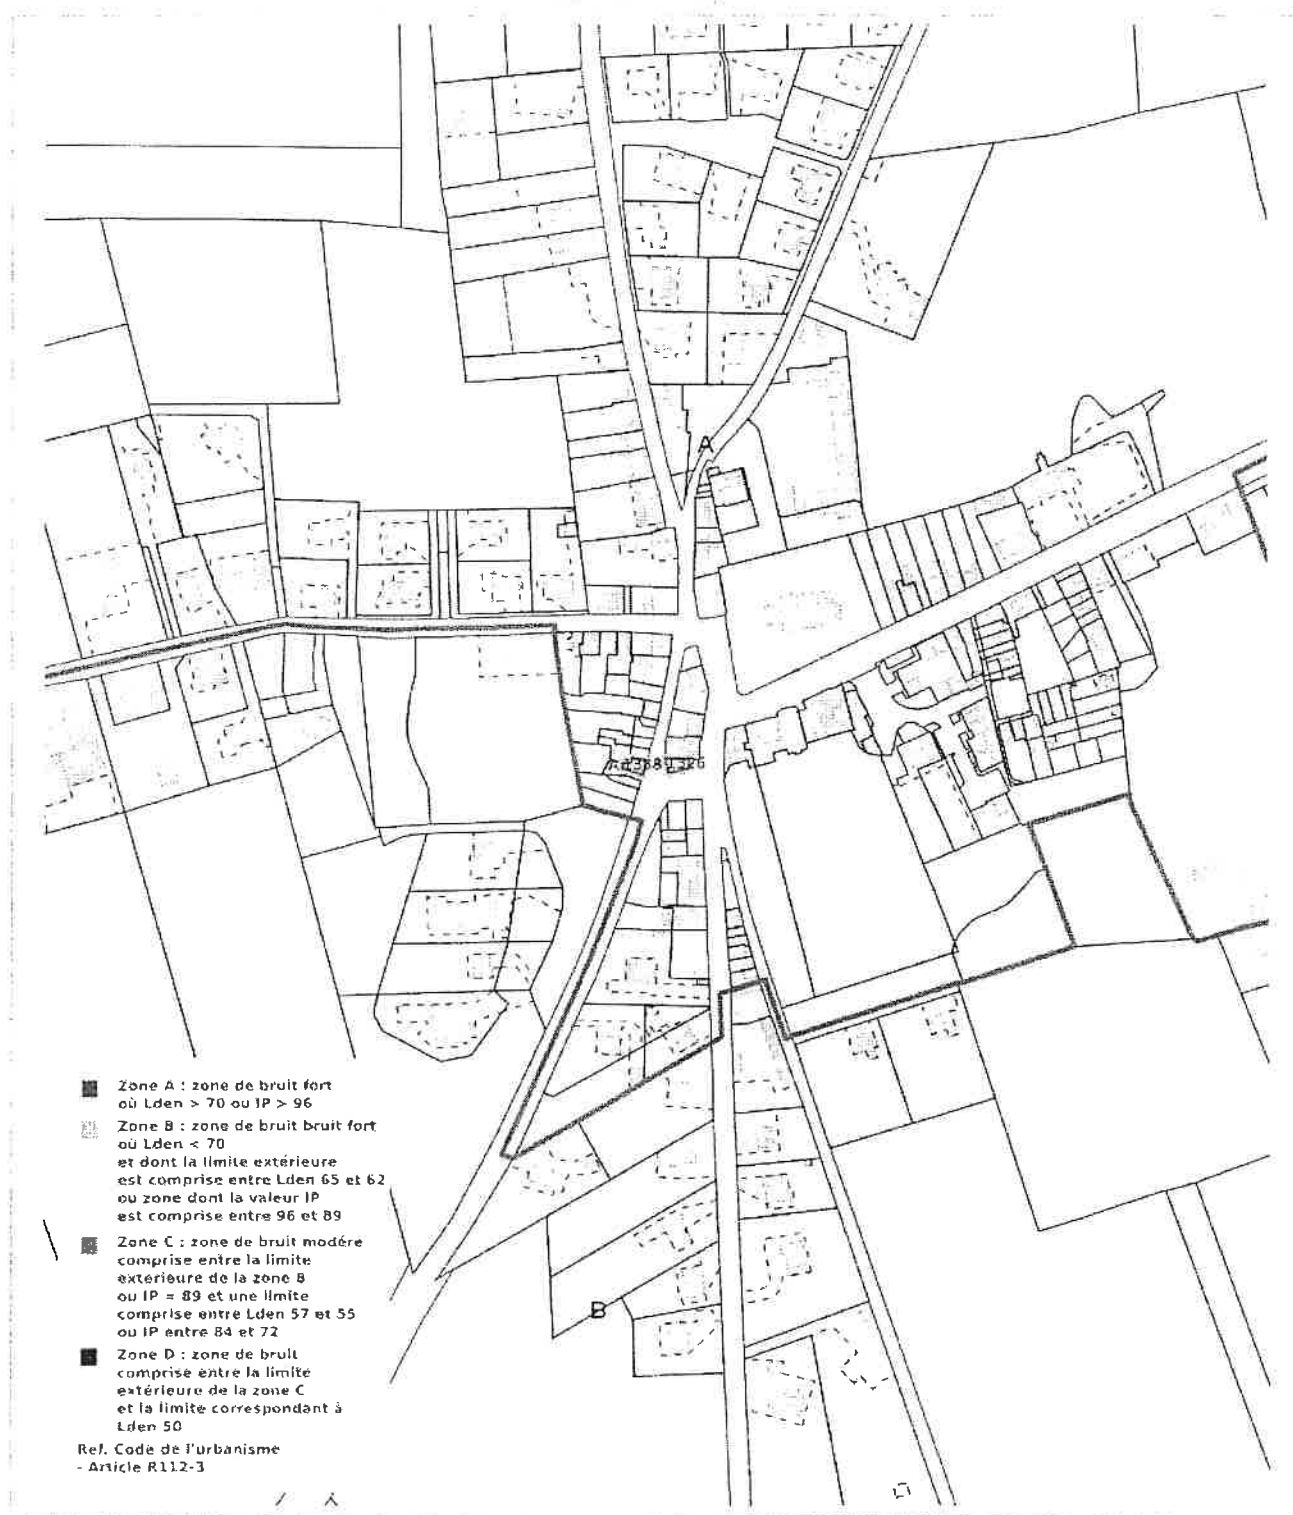 A
B
Zone A : zone de bruit fort
où Lden > 70 ou IP > 96
Zone B : zone de bruit bruit fort
où Lden < 70
et dont la limite extérieure
est comprise entre Lden 65 et 62
ou zone dont la valeur IP
est comprise entre 96 et 89
Zone C : zone de bruit modéré
comprise entre la limite
extérieure de la zone B
ou IP = 89 et une limite
comprise entre Lden 57 et 55
ou IP entre 84 et 72
Zone D : zone de bruit
comprise entre la limite
extérieure de la zone C
et la limite correspondant à
Lden 50
Ref. Code de l'urbanisme
- Article R112-3